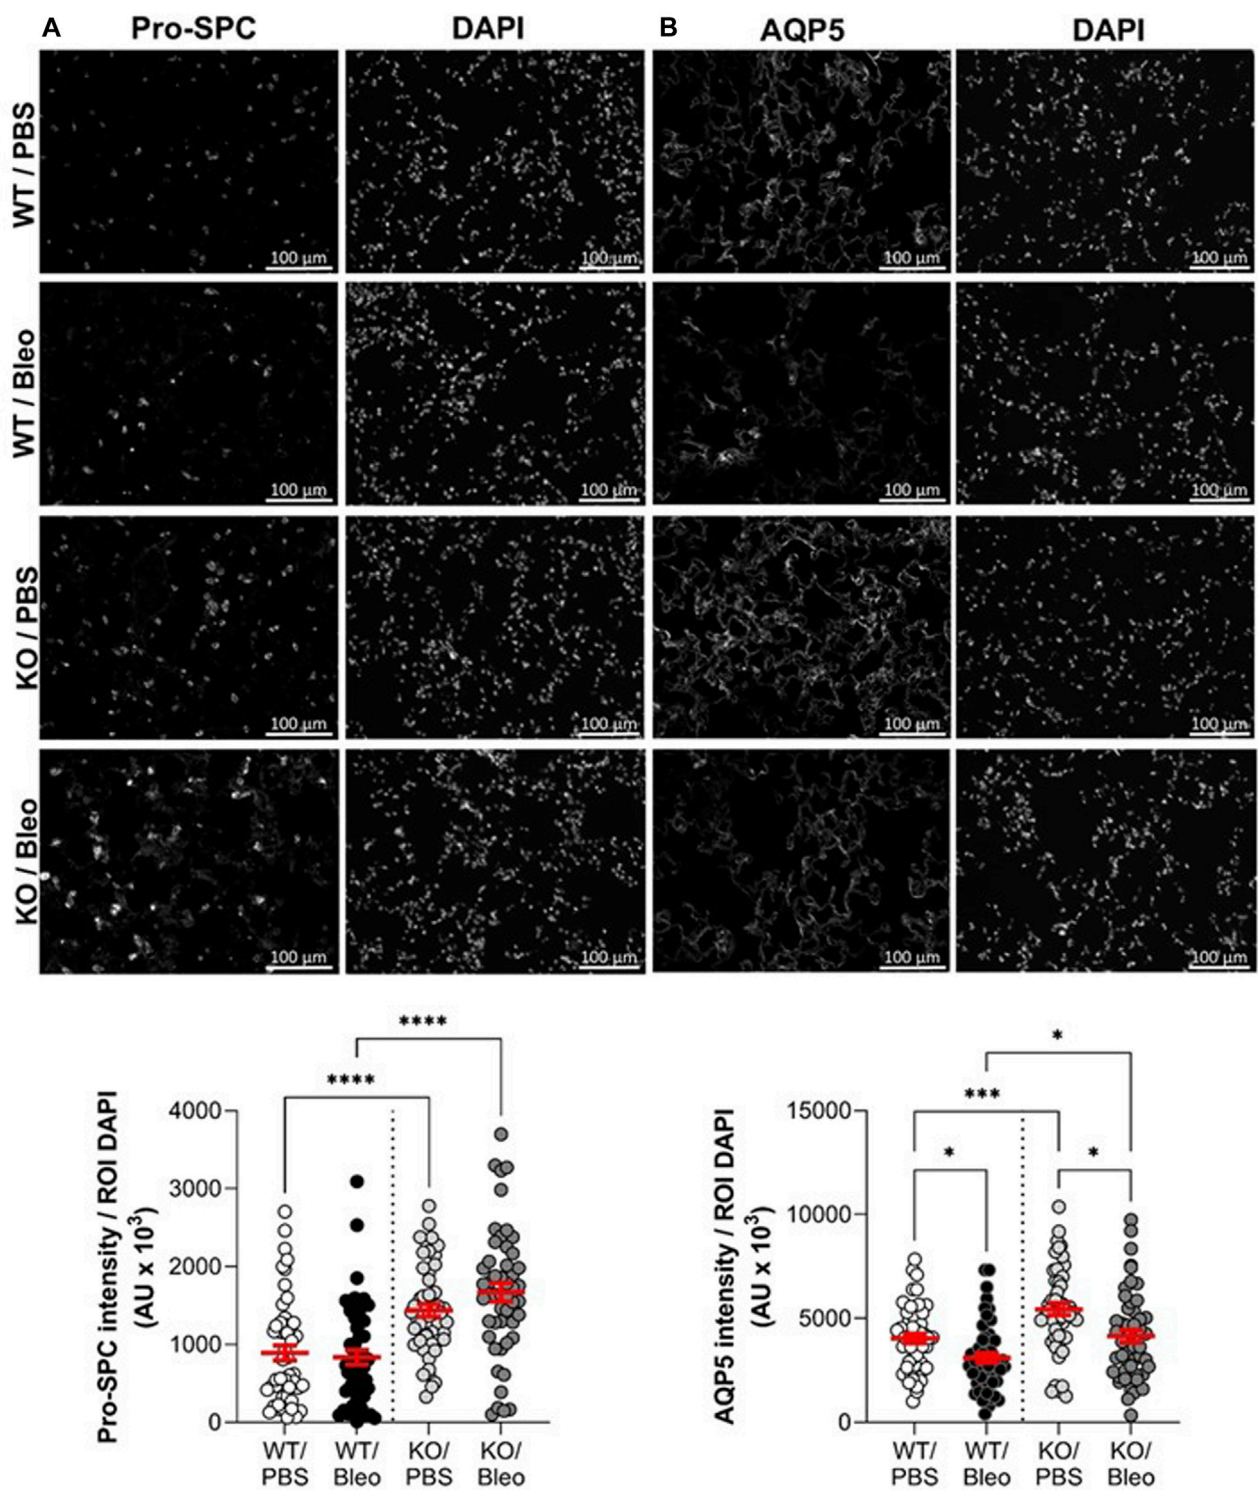 A Pro-SPC DAPI B AQP5 DAPI
WT / PBS
100 µm 100 µm 100 µm 100 µm
WT / Bleo
100 µm 100 µm 100 µm 100 µm
KO / PBS
100 µm 100 µm 100 µm 100 µm
KO / Bleo
100 µm 100 µm 100 µm 100 µm
Pro-SPC intensity / ROI DAPI
(AU x 10³)
****
****
4000
3000
2000
1000
0
WT/ WT/ KO/ KO/
PBS Bleo PBS Bleo
AQP5 intensity / ROI DAPI
(AU x 10³)
*
***
* *
15000
10000
5000
0
WT/ WT/ KO/ KO/
PBS Bleo PBS Bleo